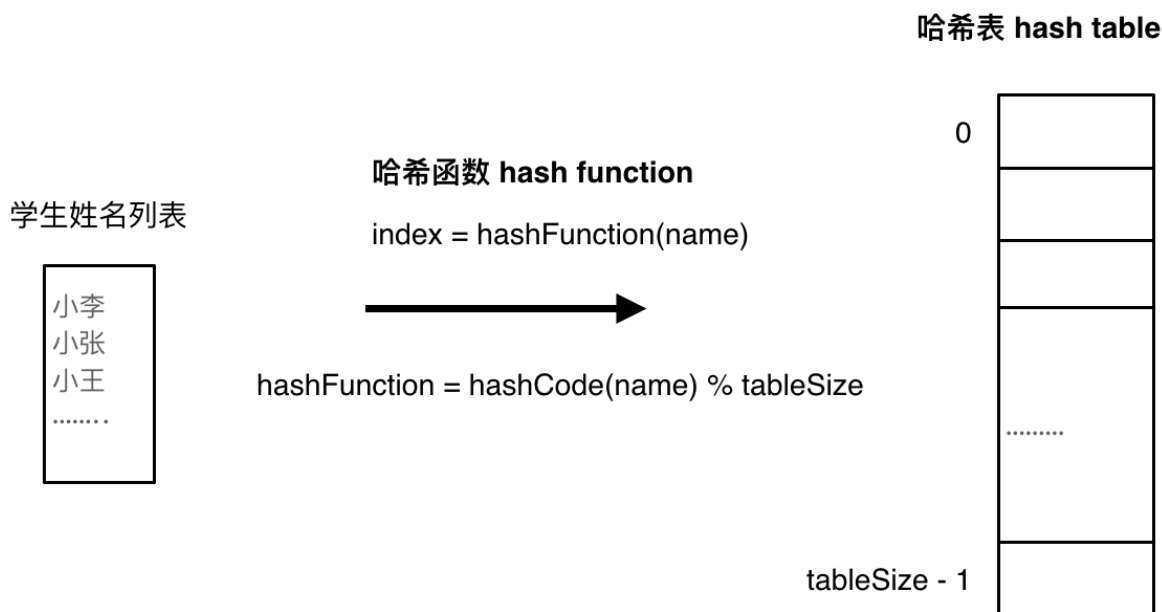 哈希表 hash table
0
哈希函数 hash function
学生姓名列表
index = hashFunction(name)
小李
小张
小王
........
hashFunction = hashCode(name) % tableSize
.........
tableSize - 1